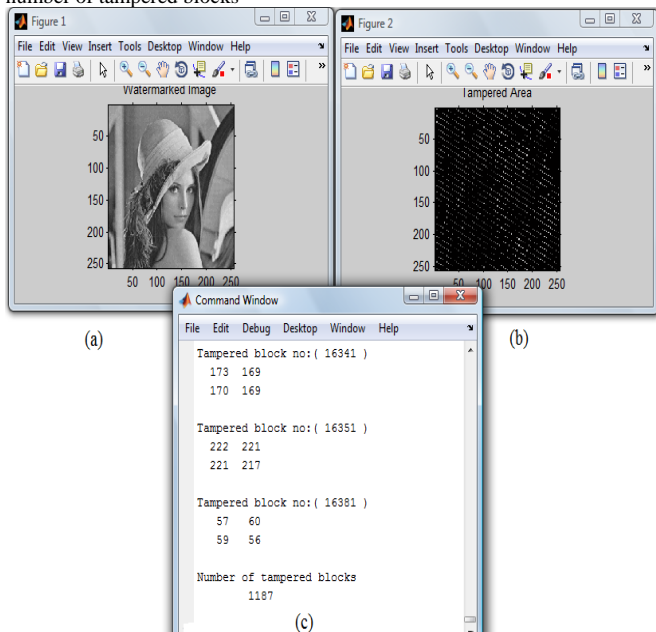 number of tampered blocks
Figure 1
File Edit View Insert Tools Desktop Window Help
Watermarked Image
50
100
150
200
250
50 100 150 200 250
(a)
Figure 2
File Edit View Insert Tools Desktop Window Help
Tampered Area
50
100
150
200
250
50 100 150 200 250
(b)
Command Window
File Edit Debug Desktop Window Help
Tampered block no:( 16341 )
173 169
170 169
Tampered block no:( 16351 )
222 221
221 217
Tampered block no:( 16381 )
57 60
59 56
Number of tampered blocks
1187
(c)